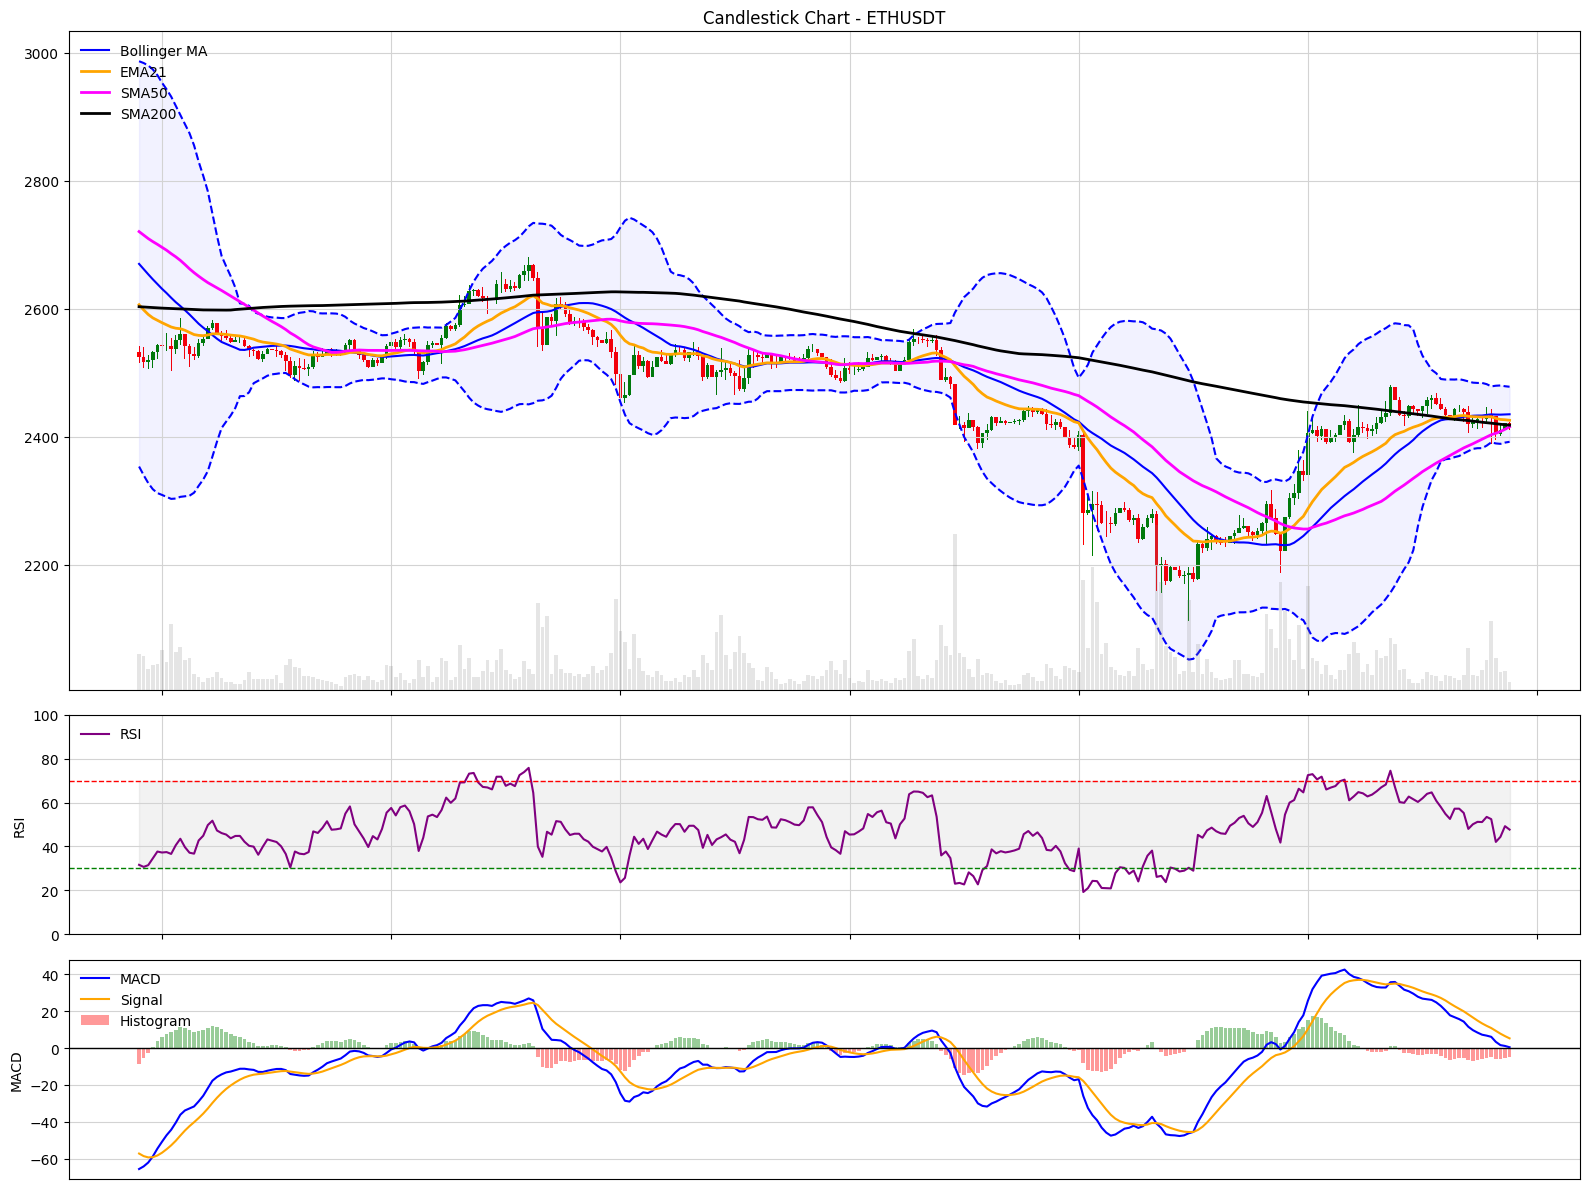 Candlestick Chart - ETHUSDT
3000
2800
2600
2400
2200
Bollinger MA
EMA21
SMA50
SMA200
100
80
60
40
20
0
RSI
RSI
40
20
0
−20
−40
−60
MACD
MACD
Signal
Histogram